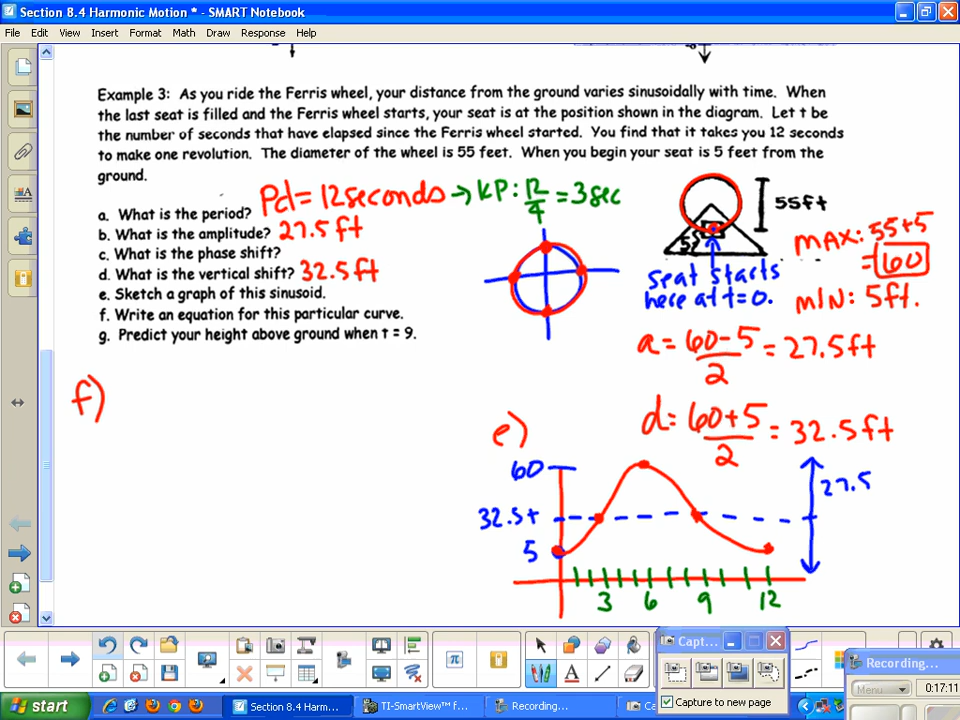 Section 8.4 Harmonic Motion * - SMART Notebook
File Edit View Insert Format Math Draw Response Help
Example 3: As you ride the Ferris wheel, your distance from the ground varies sinusoidally with time. When
the last seat is filled and the Ferris wheel starts, your seat is at the position shown in the diagram. Let t be
the number of seconds that have elapsed since the Ferris wheel started. You find that it takes you 12 seconds
to make one revolution. The diameter of the wheel is 55 feet. When you begin your seat is 5 feet from the
ground.
a. What is the period? Pd = 12 seconds → KP: 12/4 = 3 sec
b. What is the amplitude? 27.5 ft
c. What is the phase shift?
d. What is the vertical shift? 32.5 ft
e. Sketch a graph of this sinusoid.
f. Write an equation for this particular curve.
g. Predict your height above ground when t = 9.
55ft
5
seat starts
here at t=0.
MAX: 55+5
= 60
MIN: 5ft.
a = 60-5/2 = 27.5ft
d = 60+5/2 = 32.5ft
f)
e)
60
32.5
5
27.5
3 6 9 12
Capt...
Capture to new page
Recording...
Menu
0:17:11
start
Section 8.4 Harm...
TI-SmartView™ f...
Recording...